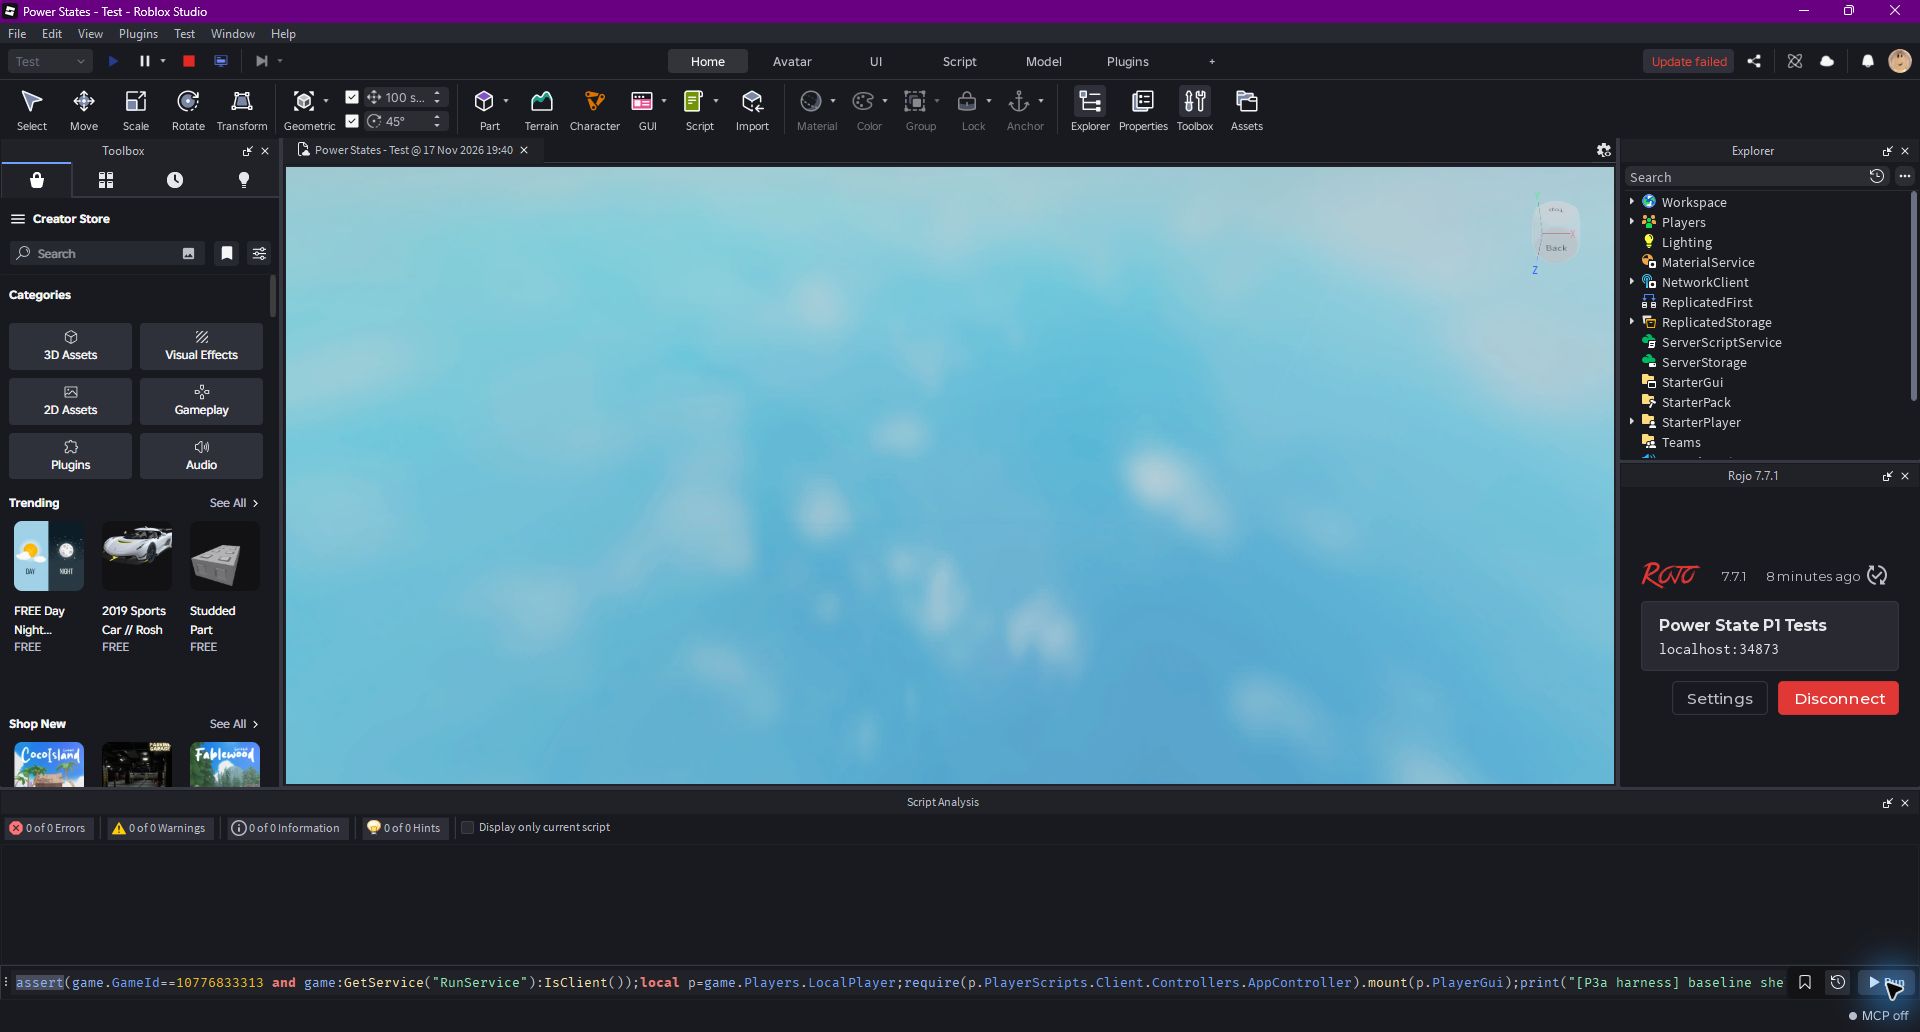 Power States - Test - Roblox Studio
File Edit View Plugins Test Window Help
Test
Home Avatar UI Script Model Plugins +
Update failed
Select Move Scale Rotate Transform Geometric 100 s... 45° Part Terrain Character GUI Script Import Material Color Group Lock Anchor Explorer Properties Toolbox Assets
Toolbox
Power States - Test @ 17 Nov 2026 19:40
Creator Store
Search
Categories
3D Assets Visual Effects
2D Assets Gameplay
Plugins Audio
Trending See All
DAY NIGHT
FREE Day Night...
FREE
2019 Sports Car // Rosh
FREE
Studded Part
FREE
Shop New See All
CocoIsland
PARKING GARAGE
Fablewood
Top
Back
X
Y
Z
Explorer
Search
Workspace
Players
Lighting
MaterialService
NetworkClient
ReplicatedFirst
ReplicatedStorage
ServerScriptService
ServerStorage
StarterGui
StarterPack
StarterPlayer
Teams
Rojo 7.7.1
ROJO 7.7.1 8 minutes ago
Power State P1 Tests
localhost:34873
Settings Disconnect
Script Analysis
0 of 0 Errors 0 of 0 Warnings 0 of 0 Information 0 of 0 Hints Display only current script
assert(game.GameId==10776833313 and game:GetService("RunService"):IsClient());local p=game.Players.LocalPlayer;require(p.PlayerScripts.Client.Controllers.AppController).mount(p.PlayerGui);print("[P3a harness] baseline she
Run
MCP off